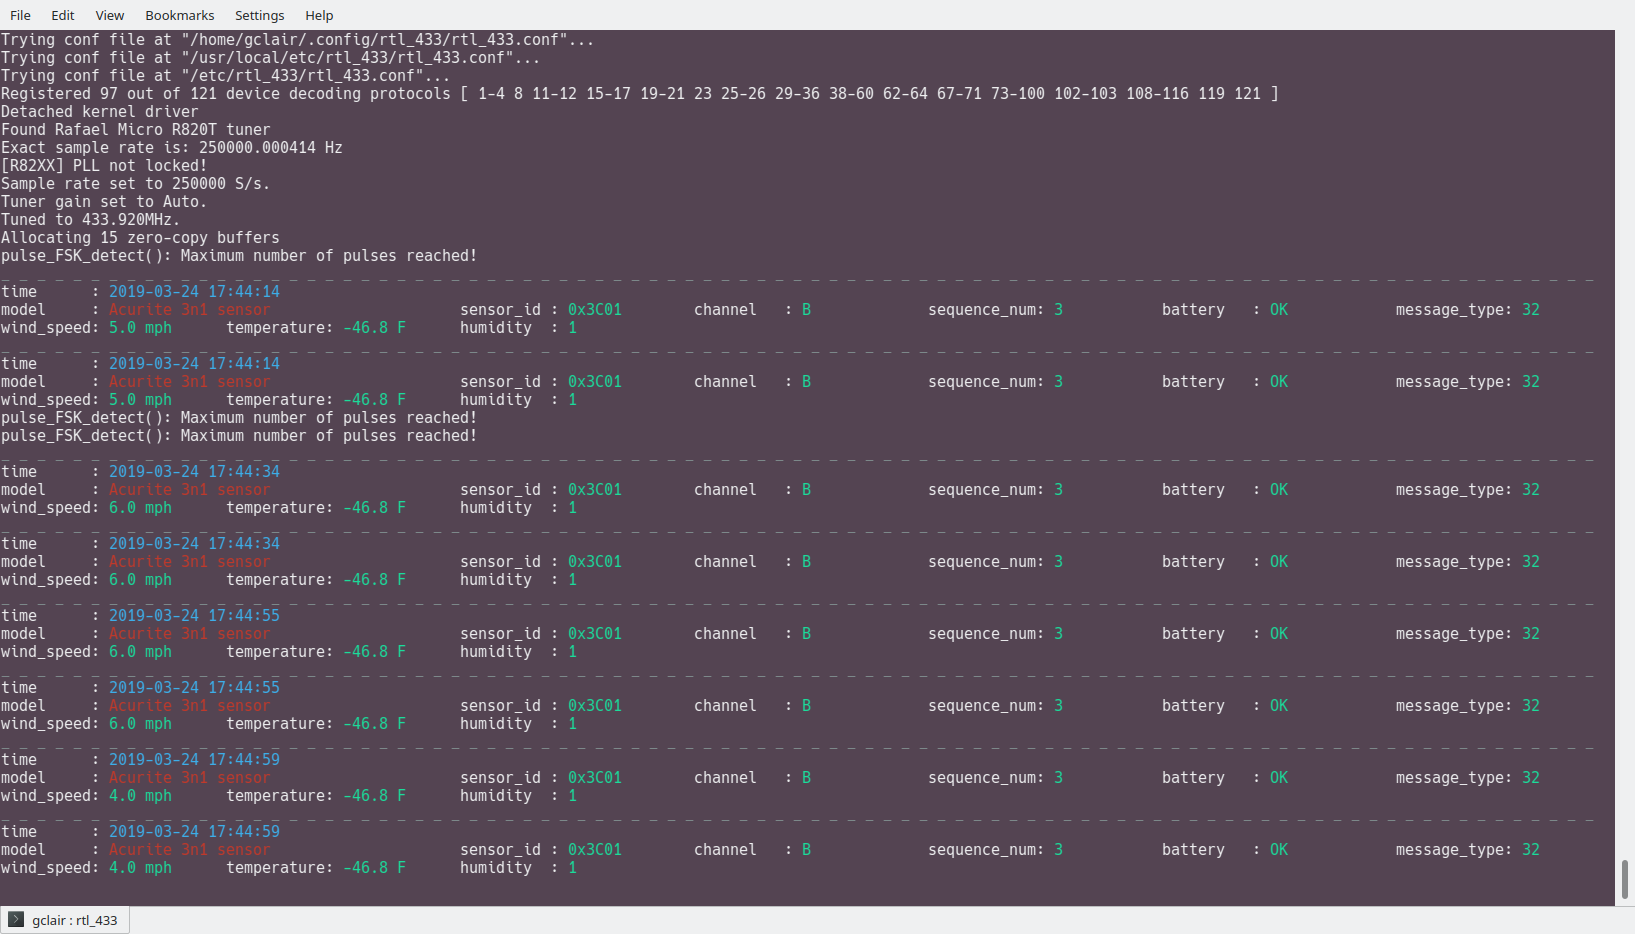 File Edit View Bookmarks Settings Help
Trying conf file at "/home/gclair/.config/rtl_433/rtl_433.conf"...
Trying conf file at "/usr/local/etc/rtl_433/rtl_433.conf"...
Trying conf file at "/etc/rtl_433/rtl_433.conf"...
Registered 97 out of 121 device decoding protocols [ 1-4 8 11-12 15-17 19-21 23 25-26 29-36 38-60 62-64 67-71 73-100 102-103 108-116 119 121 ]
Detached kernel driver
Found Rafael Micro R820T tuner
Exact sample rate is: 250000.000414 Hz
[R82XX] PLL not locked!
Sample rate set to 250000 S/s.
Tuner gain set to Auto.
Tuned to 433.920MHz.
Allocating 15 zero-copy buffers
pulse_FSK_detect(): Maximum number of pulses reached!
_ _ _ _ _ _ _ _ _ _ _ _ _ _ _ _ _ _ _ _ _ _ _ _ _ _ _ _ _ _ _ _ _ _ _ _ _ _ _ _ _ _ _ _ _ _ _ _ _ _ _ _ _ _ _ _ _ _ _ _ _ _ _ _ _ _ _ _ _ _ _ _ _ _ _ _ _ _ _ _ _ _ _ _ _ _ _ _ _
time : 2019-03-24 17:44:14
model : Acurite 3n1 sensor sensor_id : 0x3C01 channel : B sequence_num: 3 battery : OK message_type: 32
wind_speed: 5.0 mph temperature: -46.8 F humidity : 1
_ _ _ _ _ _ _ _ _ _ _ _ _ _ _ _ _ _ _ _ _ _ _ _ _ _ _ _ _ _ _ _ _ _ _ _ _ _ _ _ _ _ _ _ _ _ _ _ _ _ _ _ _ _ _ _ _ _ _ _ _ _ _ _ _ _ _ _ _ _ _ _ _ _ _ _ _ _ _ _ _ _ _ _ _ _ _ _ _
time : 2019-03-24 17:44:14
model : Acurite 3n1 sensor sensor_id : 0x3C01 channel : B sequence_num: 3 battery : OK message_type: 32
wind_speed: 5.0 mph temperature: -46.8 F humidity : 1
pulse_FSK_detect(): Maximum number of pulses reached!
pulse_FSK_detect(): Maximum number of pulses reached!
_ _ _ _ _ _ _ _ _ _ _ _ _ _ _ _ _ _ _ _ _ _ _ _ _ _ _ _ _ _ _ _ _ _ _ _ _ _ _ _ _ _ _ _ _ _ _ _ _ _ _ _ _ _ _ _ _ _ _ _ _ _ _ _ _ _ _ _ _ _ _ _ _ _ _ _ _ _ _ _ _ _ _ _ _ _ _ _ _
time : 2019-03-24 17:44:34
model : Acurite 3n1 sensor sensor_id : 0x3C01 channel : B sequence_num: 3 battery : OK message_type: 32
wind_speed: 6.0 mph temperature: -46.8 F humidity : 1
_ _ _ _ _ _ _ _ _ _ _ _ _ _ _ _ _ _ _ _ _ _ _ _ _ _ _ _ _ _ _ _ _ _ _ _ _ _ _ _ _ _ _ _ _ _ _ _ _ _ _ _ _ _ _ _ _ _ _ _ _ _ _ _ _ _ _ _ _ _ _ _ _ _ _ _ _ _ _ _ _ _ _ _ _ _ _ _ _
time : 2019-03-24 17:44:34
model : Acurite 3n1 sensor sensor_id : 0x3C01 channel : B sequence_num: 3 battery : OK message_type: 32
wind_speed: 6.0 mph temperature: -46.8 F humidity : 1
_ _ _ _ _ _ _ _ _ _ _ _ _ _ _ _ _ _ _ _ _ _ _ _ _ _ _ _ _ _ _ _ _ _ _ _ _ _ _ _ _ _ _ _ _ _ _ _ _ _ _ _ _ _ _ _ _ _ _ _ _ _ _ _ _ _ _ _ _ _ _ _ _ _ _ _ _ _ _ _ _ _ _ _ _ _ _ _ _
time : 2019-03-24 17:44:55
model : Acurite 3n1 sensor sensor_id : 0x3C01 channel : B sequence_num: 3 battery : OK message_type: 32
wind_speed: 6.0 mph temperature: -46.8 F humidity : 1
_ _ _ _ _ _ _ _ _ _ _ _ _ _ _ _ _ _ _ _ _ _ _ _ _ _ _ _ _ _ _ _ _ _ _ _ _ _ _ _ _ _ _ _ _ _ _ _ _ _ _ _ _ _ _ _ _ _ _ _ _ _ _ _ _ _ _ _ _ _ _ _ _ _ _ _ _ _ _ _ _ _ _ _ _ _ _ _ _
time : 2019-03-24 17:44:55
model : Acurite 3n1 sensor sensor_id : 0x3C01 channel : B sequence_num: 3 battery : OK message_type: 32
wind_speed: 6.0 mph temperature: -46.8 F humidity : 1
_ _ _ _ _ _ _ _ _ _ _ _ _ _ _ _ _ _ _ _ _ _ _ _ _ _ _ _ _ _ _ _ _ _ _ _ _ _ _ _ _ _ _ _ _ _ _ _ _ _ _ _ _ _ _ _ _ _ _ _ _ _ _ _ _ _ _ _ _ _ _ _ _ _ _ _ _ _ _ _ _ _ _ _ _ _ _ _ _
time : 2019-03-24 17:44:59
model : Acurite 3n1 sensor sensor_id : 0x3C01 channel : B sequence_num: 3 battery : OK message_type: 32
wind_speed: 4.0 mph temperature: -46.8 F humidity : 1
_ _ _ _ _ _ _ _ _ _ _ _ _ _ _ _ _ _ _ _ _ _ _ _ _ _ _ _ _ _ _ _ _ _ _ _ _ _ _ _ _ _ _ _ _ _ _ _ _ _ _ _ _ _ _ _ _ _ _ _ _ _ _ _ _ _ _ _ _ _ _ _ _ _ _ _ _ _ _ _ _ _ _ _ _ _ _ _ _
time : 2019-03-24 17:44:59
model : Acurite 3n1 sensor sensor_id : 0x3C01 channel : B sequence_num: 3 battery : OK message_type: 32
wind_speed: 4.0 mph temperature: -46.8 F humidity : 1
gclair : rtl_433